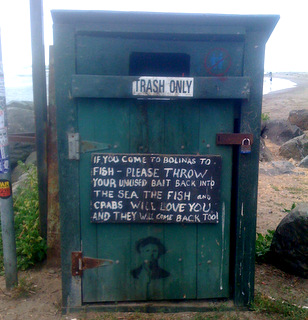 TRASH ONLY
IF YOU COME TO BOLINAS TO
FISH - PLEASE THROW
YOUR UNUSED BAIT BACK INTO
THE SEA. THE FISH AND
CRABS WILL LOVE YOU
AND THEY WILL COME BACK TOO!